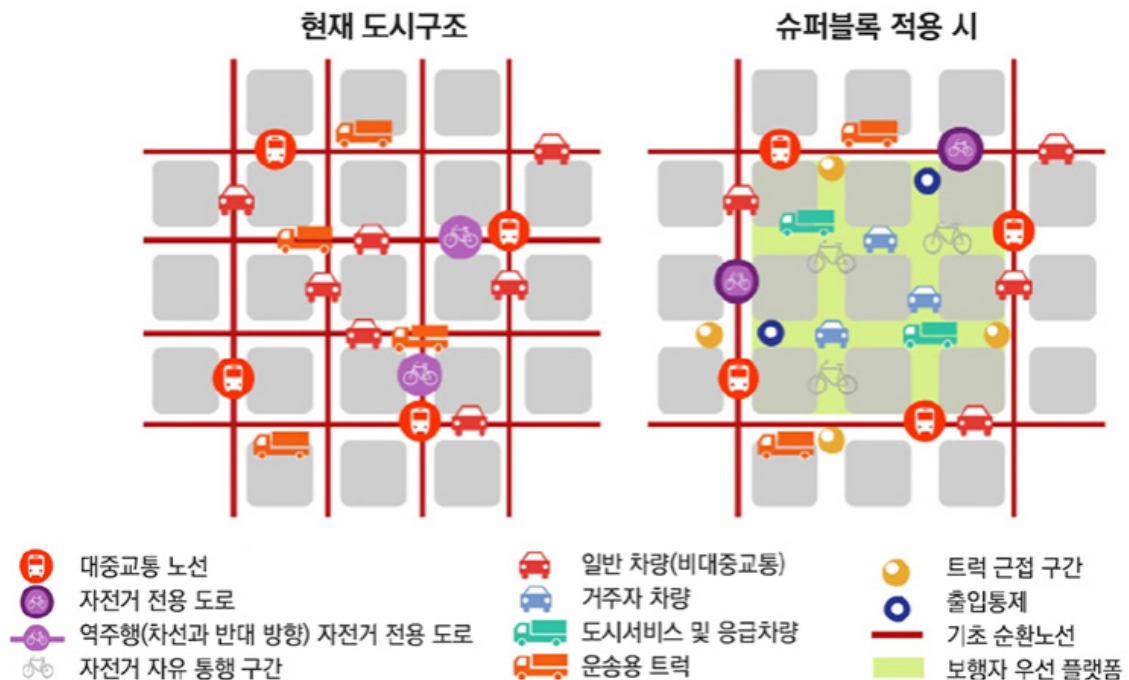 현재 도시구조
슈퍼블록 적용 시
대중교통 노선
자전거 전용 도로
역주행(차선과 반대 방향) 자전거 전용 도로
자전거 자유 통행 구간
일반 차량(비대중교통)
거주자 차량
도시서비스 및 응급차량
운송용 트럭
트럭 근접 구간
출입통제
기초 순환노선
보행자 우선 플랫폼